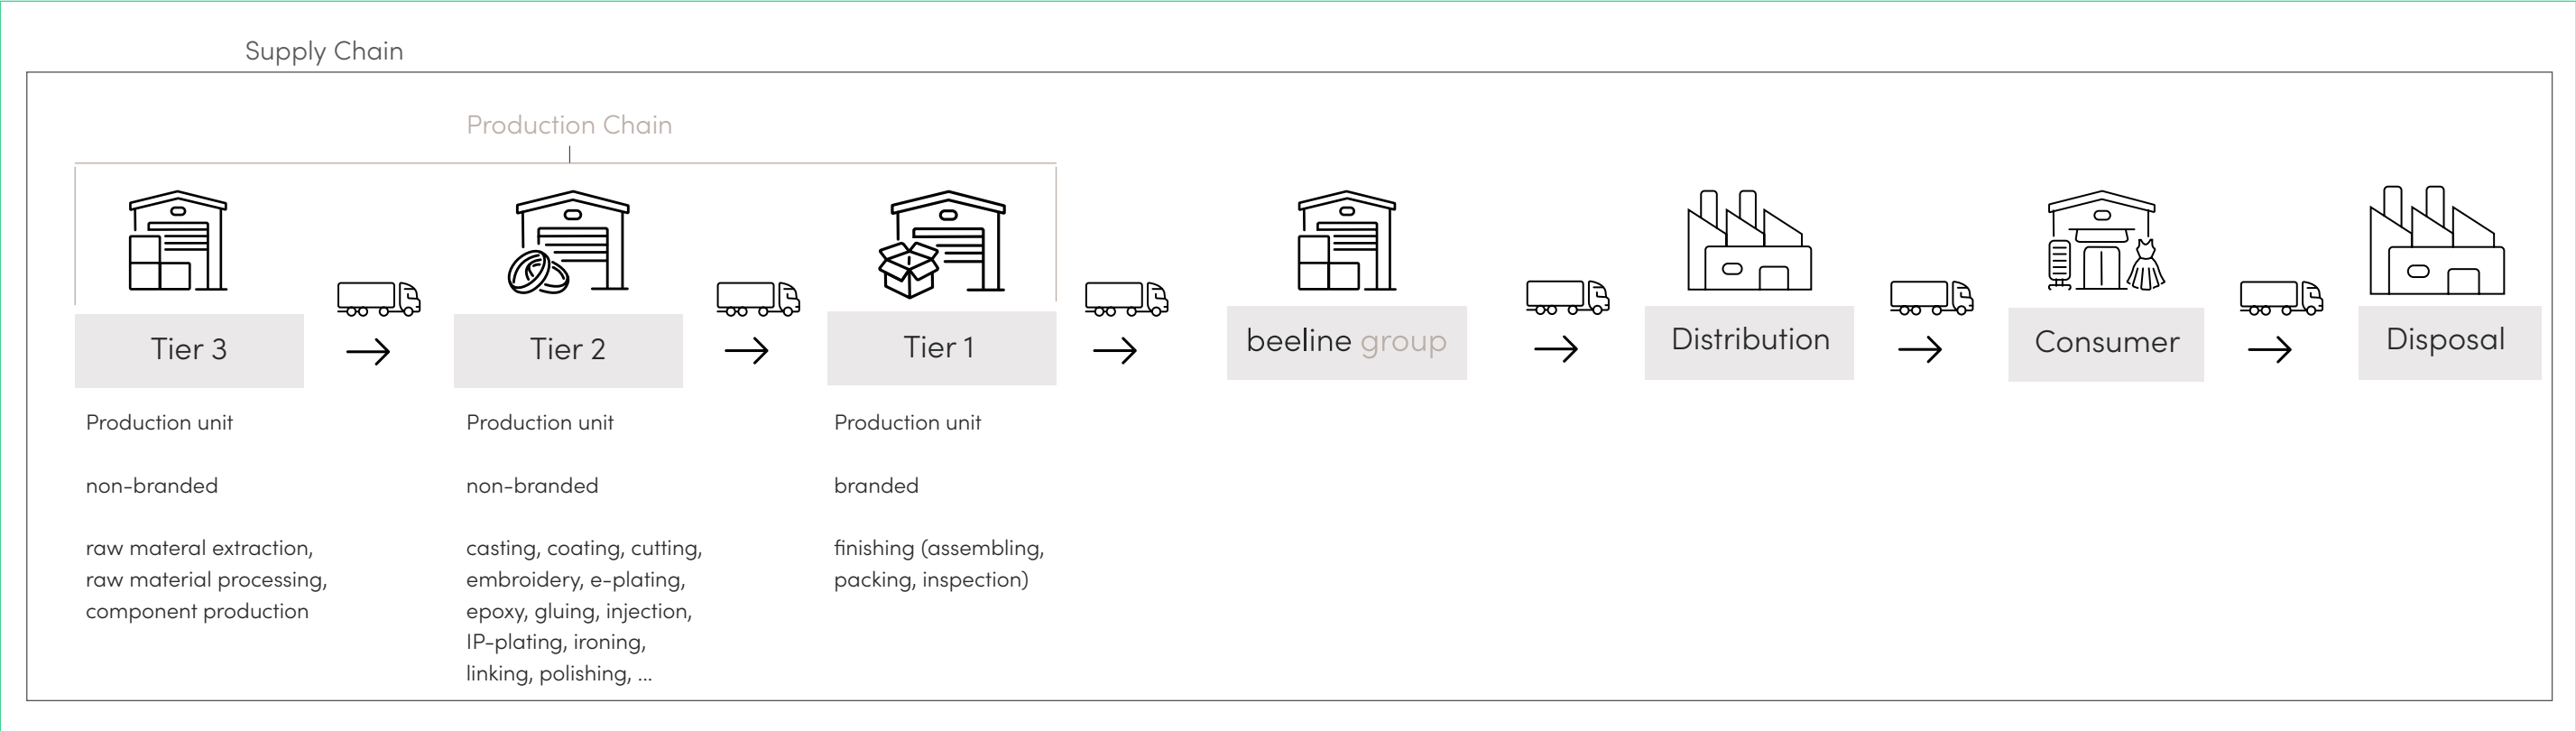 Supply Chain
Production Chain
Tier 3
Tier 2
Tier 1
beeline group
Distribution
Consumer
Disposal
Production unit
non-branded
raw materal extraction,
raw material processing,
component production
Production unit
non-branded
casting, coating, cutting,
embroidery, e-plating,
epoxy, gluing, injection,
IP-plating, ironing,
linking, polishing, ...
Production unit
branded
finishing (assembling,
packing, inspection)